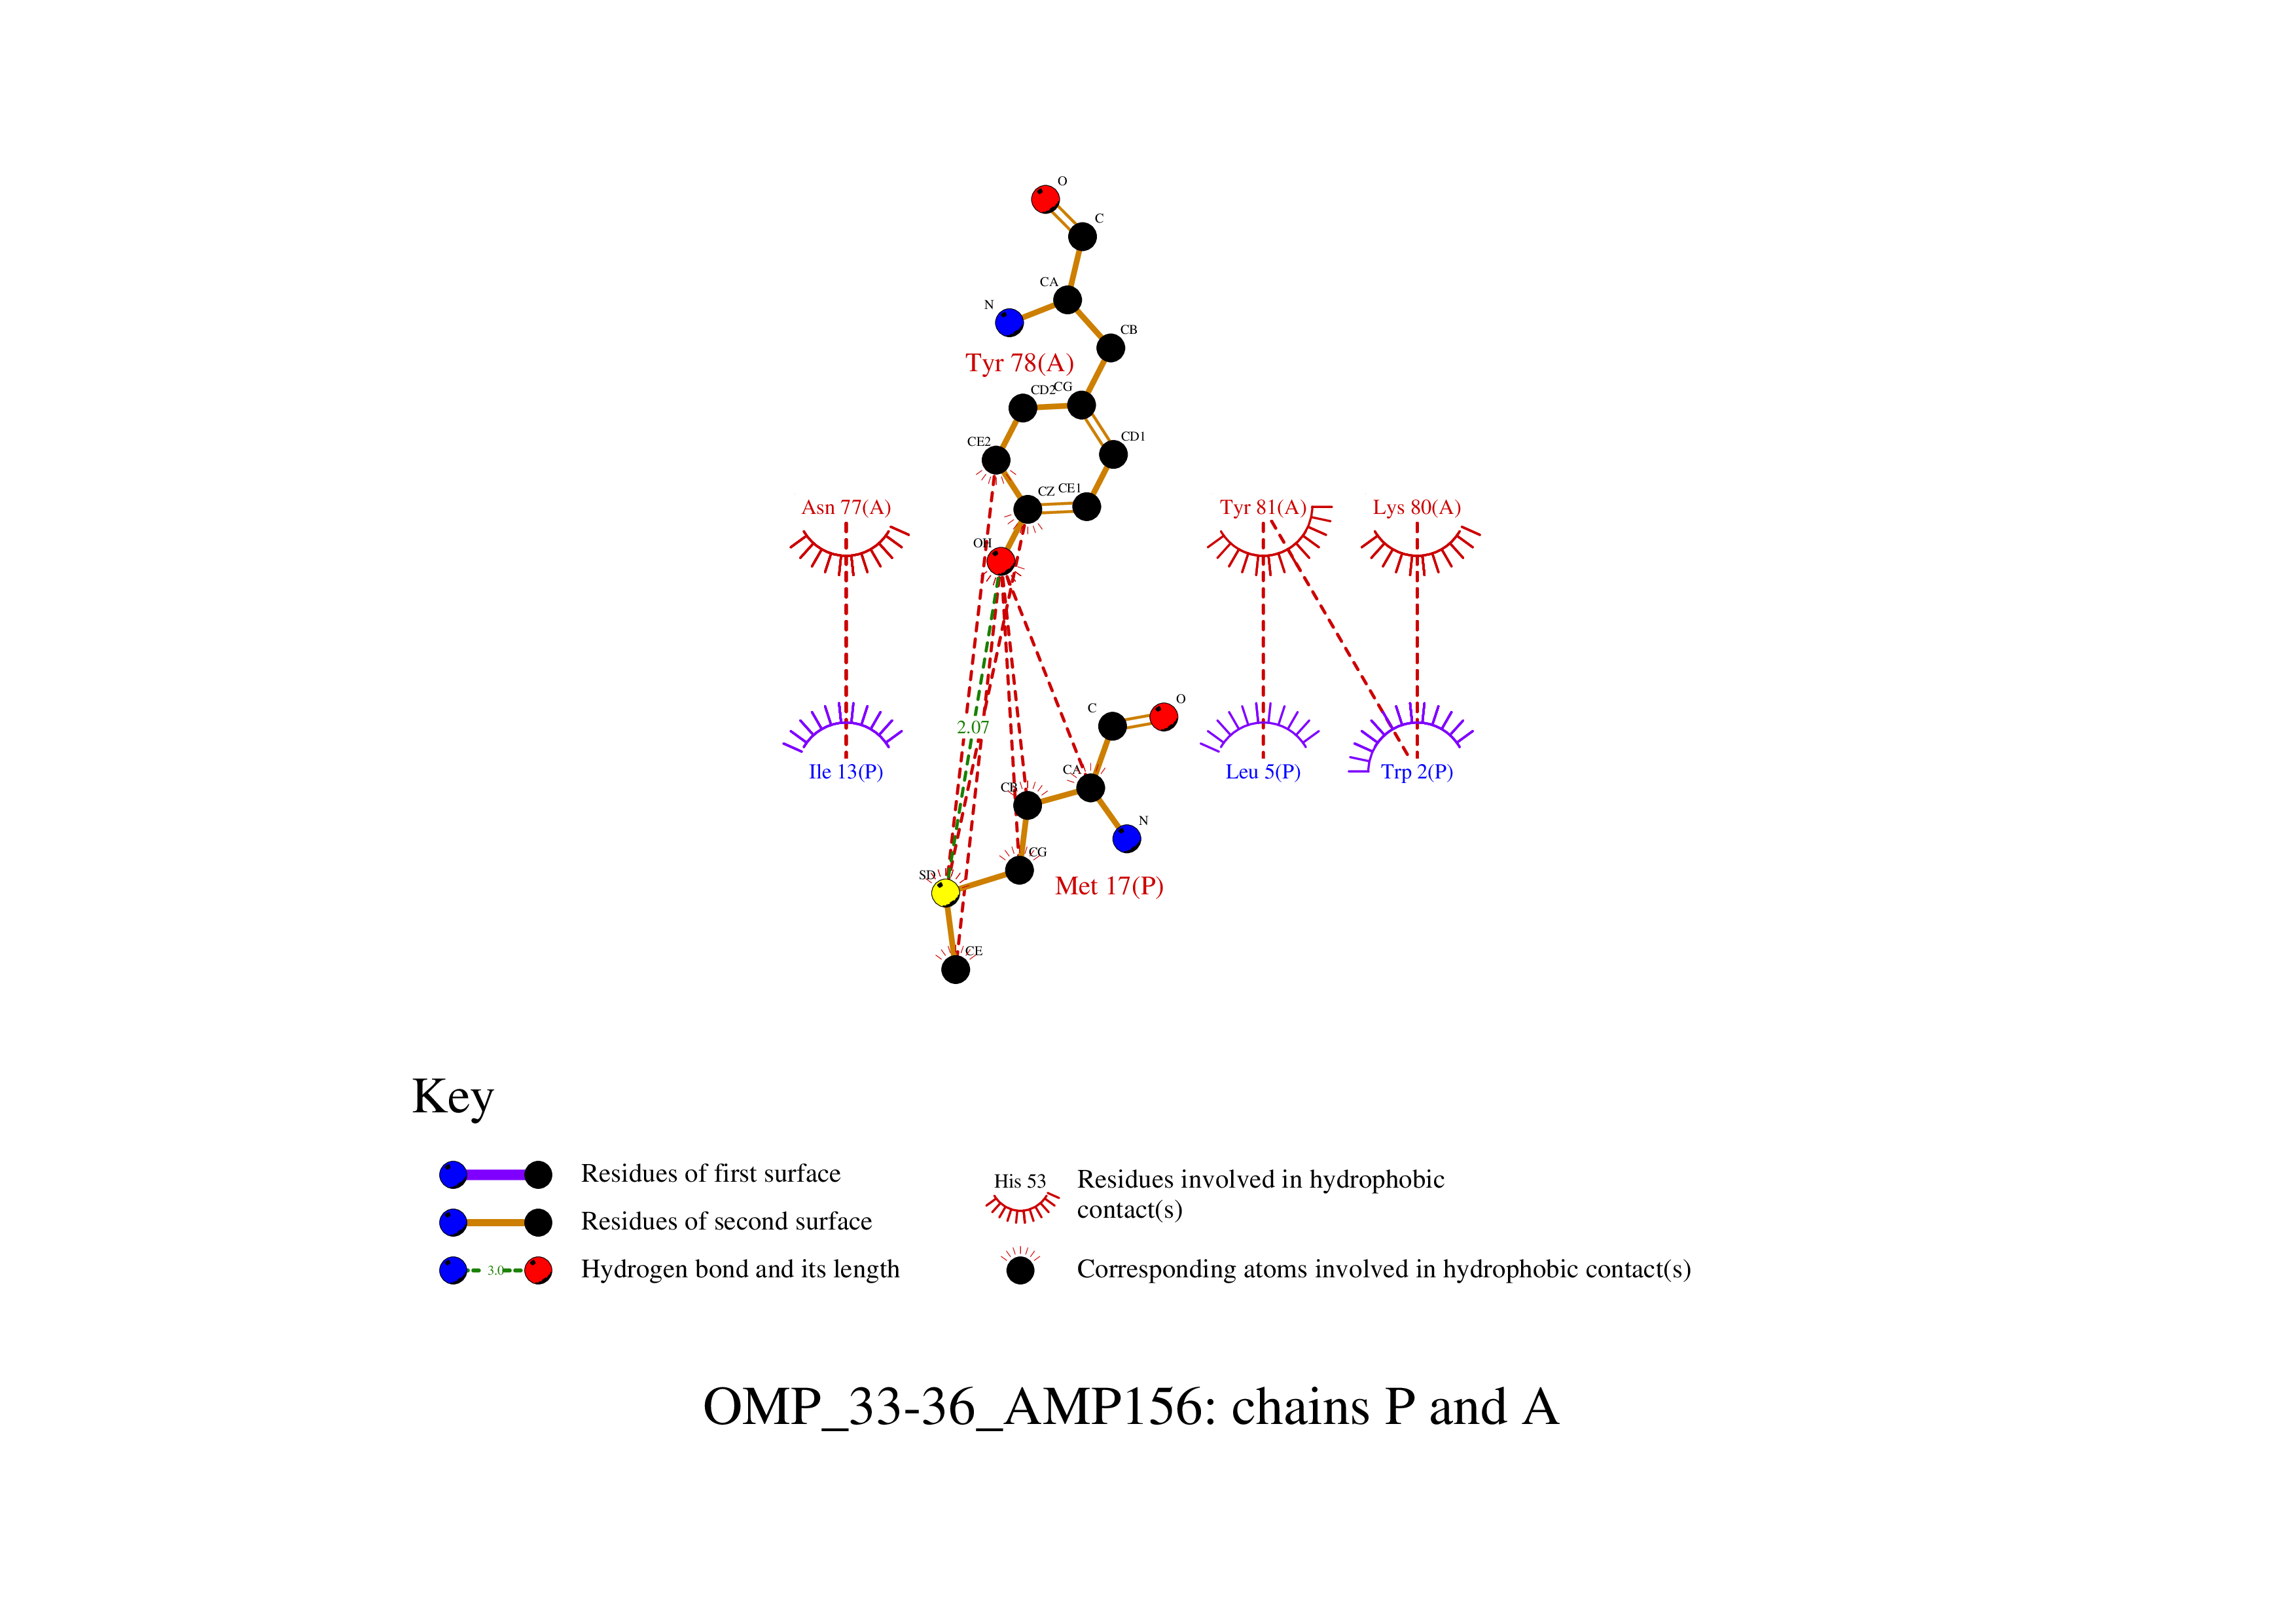 O
C
CA
N
CB
Tyr 78(A)
CD2
CG
CE2
CD1
CZ
CE1
Asn 77(A)
Tyr 81(A)
Lys 80(A)
OH
C
O
2.07
Ile 13(P)
CA
Leu 5(P)
Trp 2(P)
CB
N
CG
SD
Met 17(P)
CE
Key
Residues of first surface
Residues of second surface
3.0
Hydrogen bond and its length
His 53
Residues involved in hydrophobic
contact(s)
Corresponding atoms involved in hydrophobic contact(s)
OMP_33-36_AMP156: chains P and A